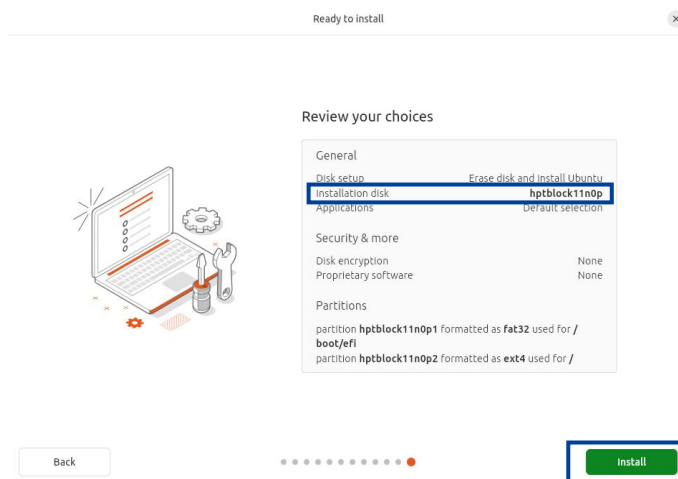 Ready to install
Review your choices
General
Disk setup Erase disk and install Ubuntu
Installation disk hptblock11n0p
Applications Default selection
Security & more
Disk encryption None
Proprietary software None
Partitions
partition hptblock11n0p1 formatted as fat32 used for /
boot/efi
partition hptblock11n0p2 formatted as ext4 used for /
Back
Install